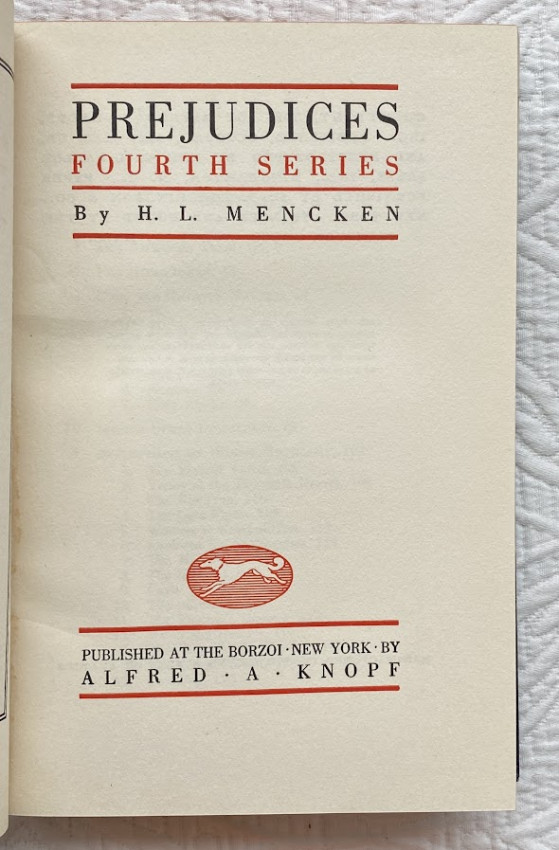 PREJUDICES
FOURTH SERIES
By H. L. MENCKEN
PUBLISHED AT THE BORZOI · NEW YORK · BY
ALFRED · A · KNOPF